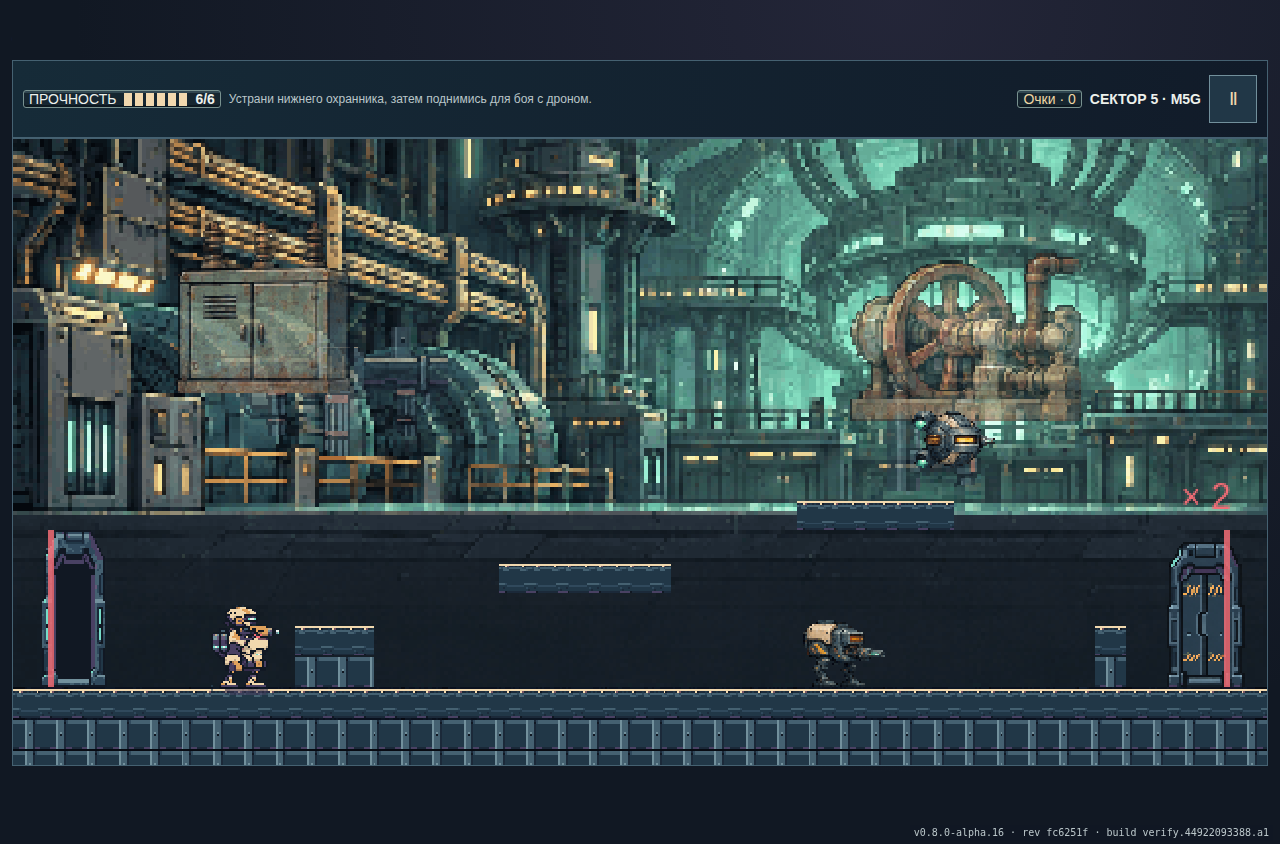 ПРОЧНОСТЬ 6/6 Устрани нижнего охранника, затем поднимись для боя с дроном. Очки · 0 СЕКТОР 5 · M5G II
× 2
v0.8.0-alpha.16 · rev fc6251f · build verify.44922093388.a1